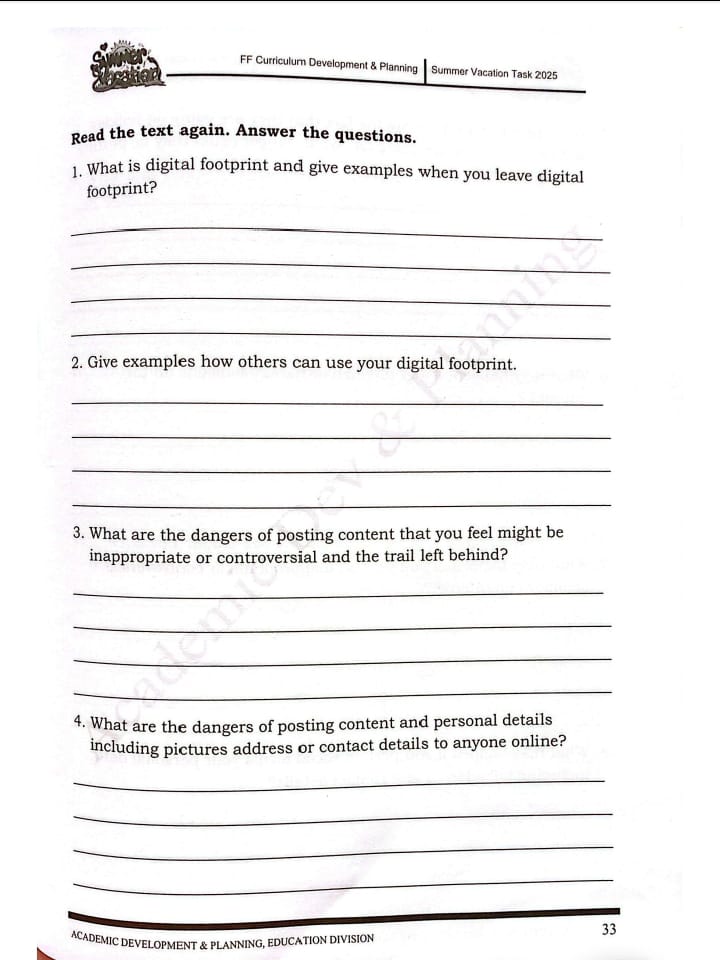 Summer
Vacation
FF Curriculum Development & Planning | Summer Vacation Task 2025
Read the text again. Answer the questions.
1. What is digital footprint and give examples when you leave digital
footprint?
2. Give examples how others can use your digital footprint.
3. What are the dangers of posting content that you feel might be
inappropriate or controversial and the trail left behind?
4. What are the dangers of posting content and personal details
including pictures address or contact details to anyone online?
Academic Dev & Planning
33
ACADEMIC DEVELOPMENT & PLANNING, EDUCATION DIVISION